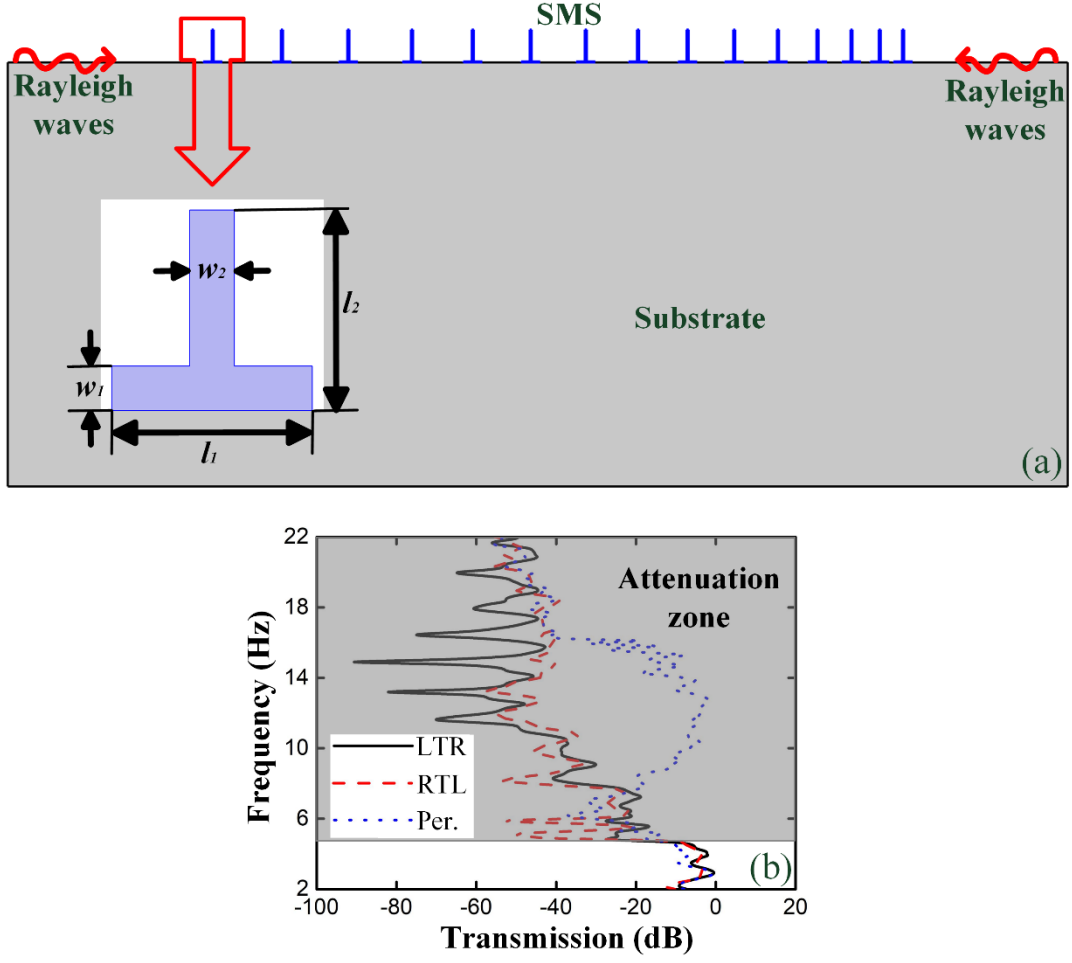 SMS
Rayleigh
waves
Rayleigh
waves
w2
l2
w1
l1
Substrate
(a)
22
18
14
10
6
2
Frequency (Hz)
Attenuation
zone
LTR
RTL
Per.
(b)
-100
-80
-60
-40
-20
0
20
Transmission (dB)